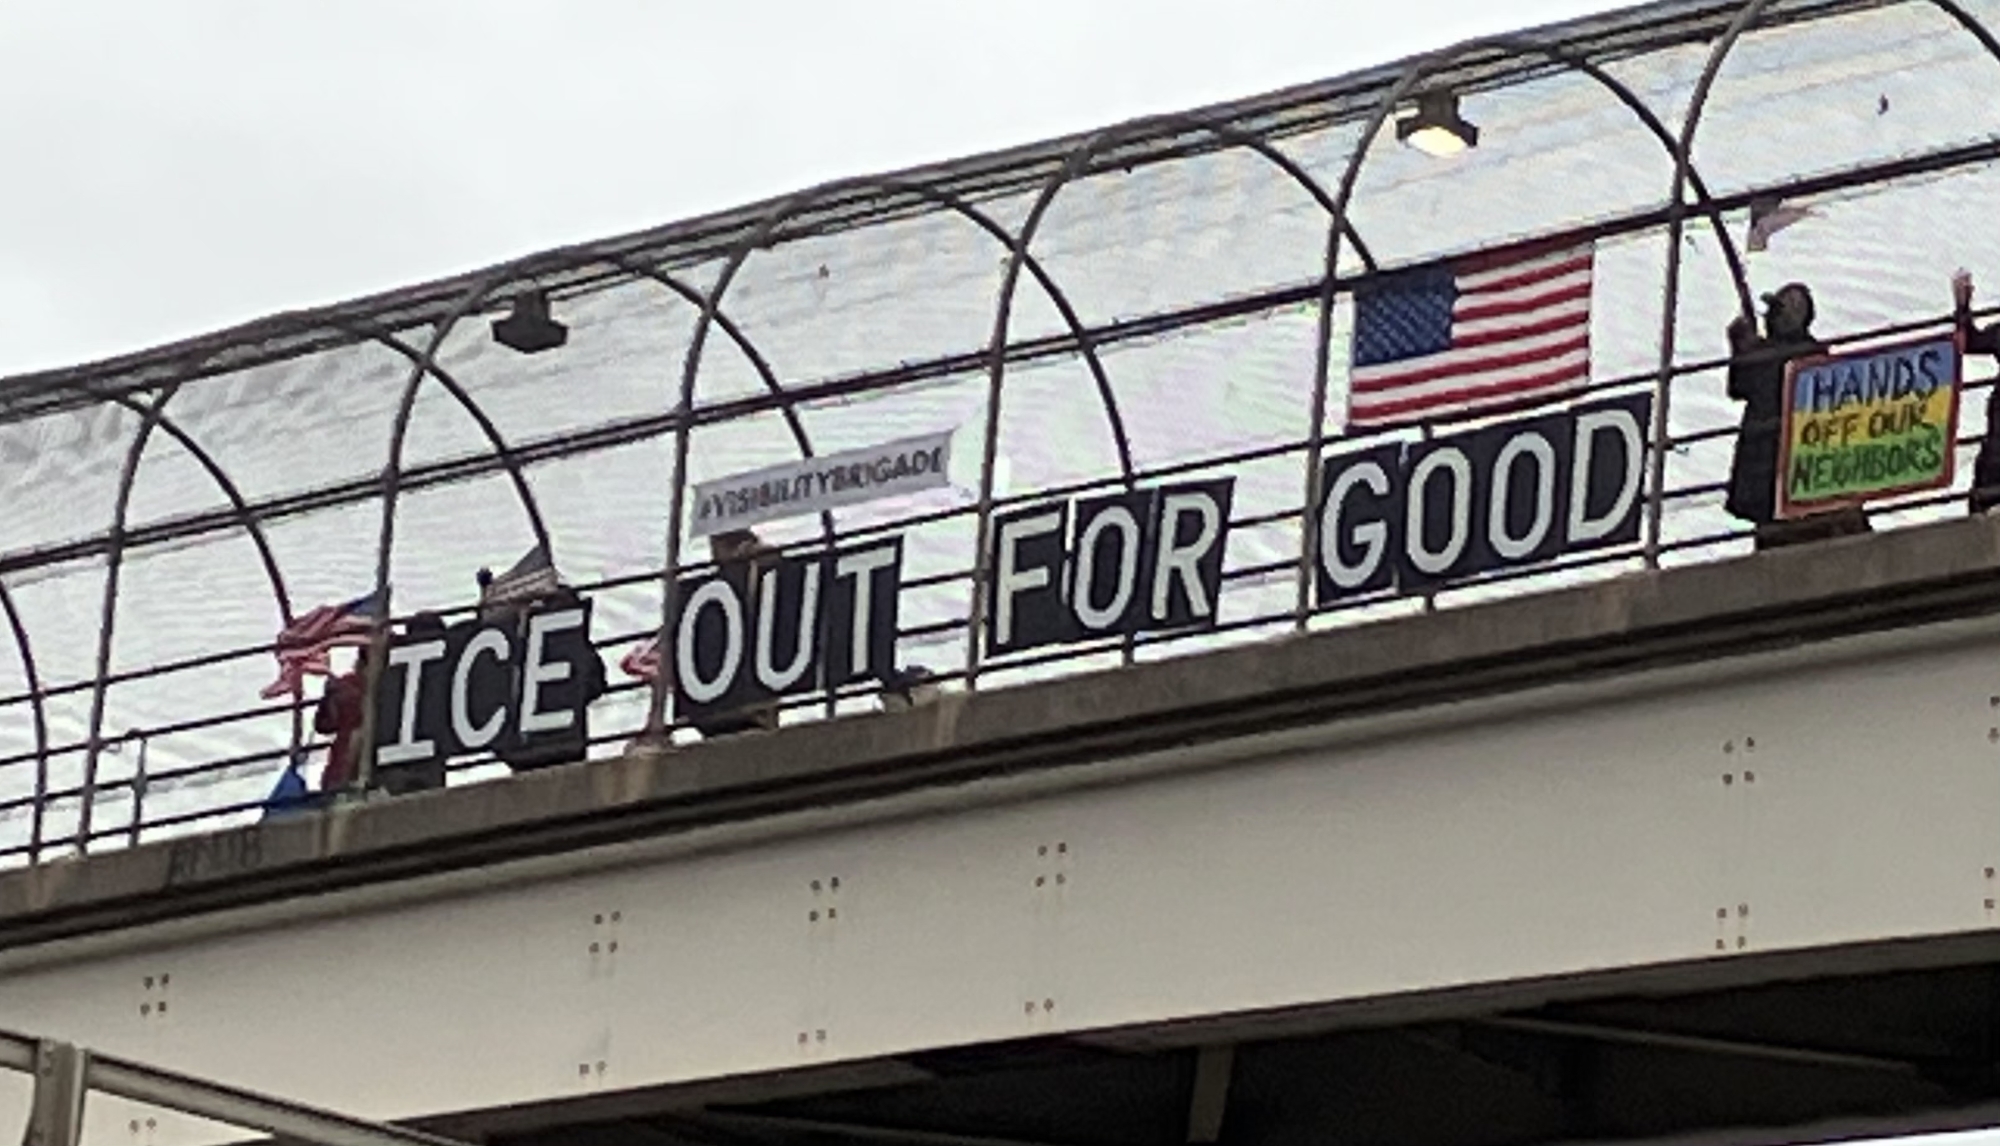 #VISIBILITYBRIGADE
ICE OUT FOR GOOD
HANDS
OFF OUR
NEIGHBORS